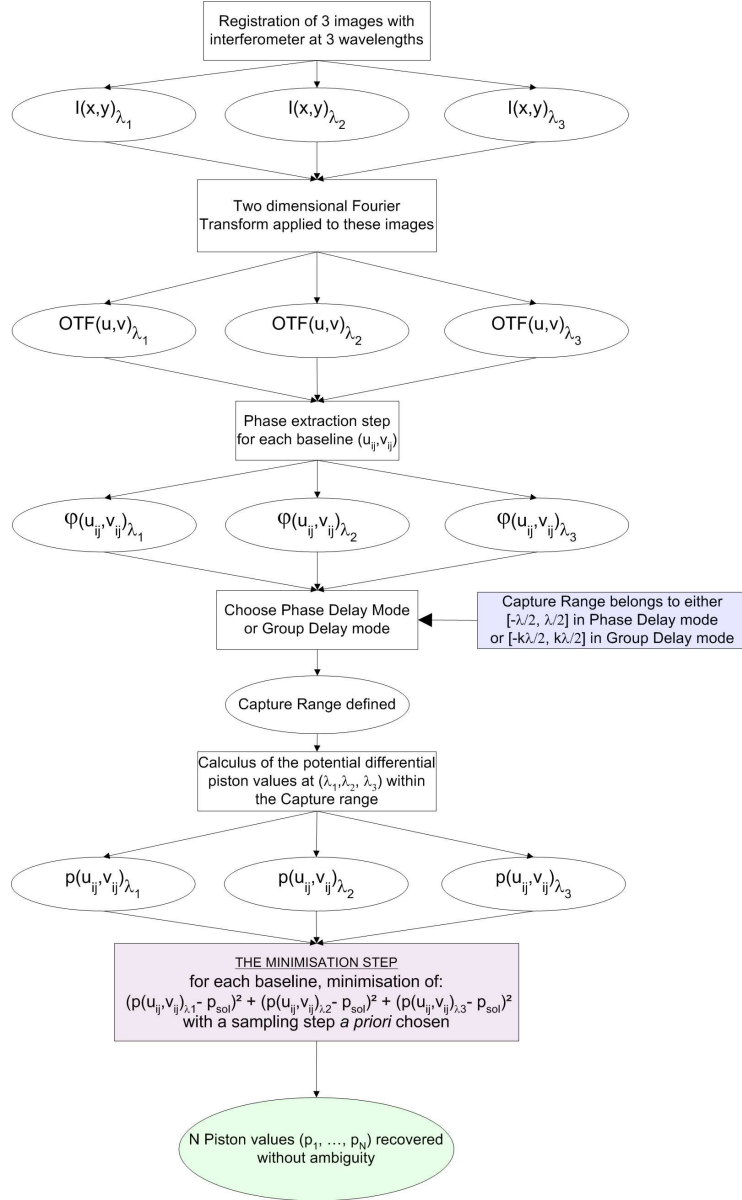 Registration of 3 images with
interferometer at 3 wavelengths
I(x,y)λ1
I(x,y)λ2
I(x,y)λ3
Two dimensional Fourier
Transform applied to these images
OTF(u,v)λ1
OTF(u,v)λ2
OTF(u,v)λ3
Phase extraction step
for each baseline (uij,vij)
φ(uij,vij)λ1
φ(uij,vij)λ2
φ(uij,vij)λ3
Choose Phase Delay Mode
or Group Delay mode
Capture Range belongs to either
[-λ/2, λ/2] in Phase Delay mode
or [-kλ/2, kλ/2] in Group Delay mode
Capture Range defined
Calculus of the potential differential
piston values at (λ1,λ2, λ3) within
the Capture range
p(uij,vij)λ1
p(uij,vij)λ2
p(uij,vij)λ3
THE MINIMISATION STEP
for each baseline, minimisation of:
(p(uij,vij)λ1- psol)² + (p(uij,vij)λ2- psol)² + (p(uij,vij)λ3- psol)²
with a sampling step a priori chosen
N Piston values (p1, …, pN) recovered
without ambiguity